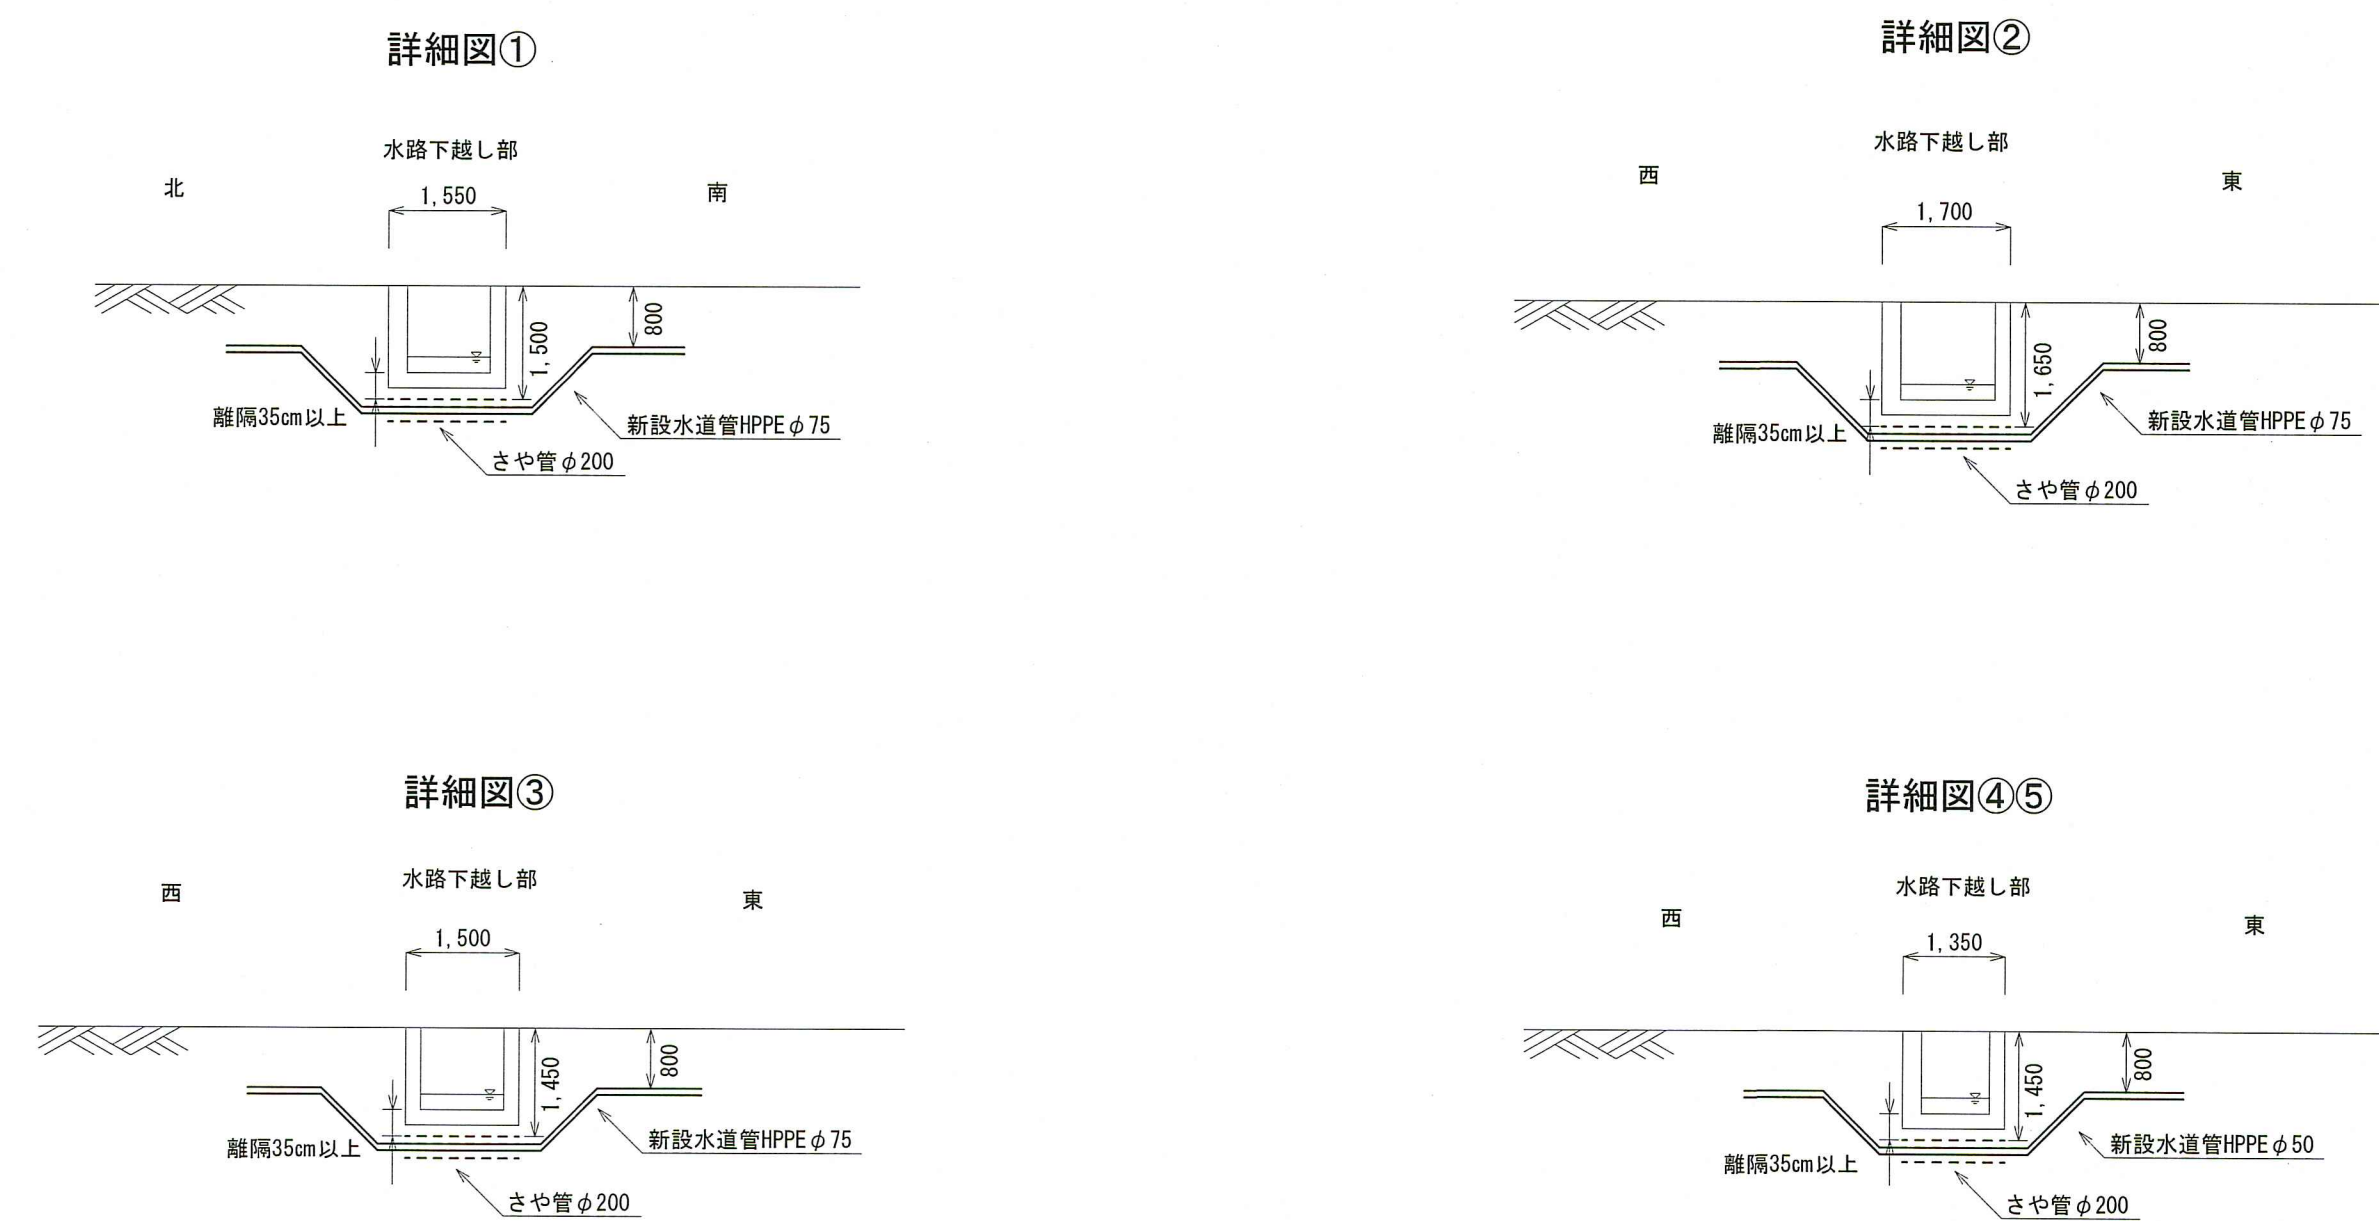 詳細図①
水路下越し部
北
南
1,550
1,500
800
離隔35cm以上
新設水道管HPPEφ75
さや管φ200
詳細図②
水路下越し部
西
東
1,700
1,650
800
離隔35cm以上
新設水道管HPPEφ75
さや管φ200
詳細図③
水路下越し部
西
東
1,500
1,450
800
離隔35cm以上
新設水道管HPPEφ75
さや管φ200
詳細図④⑤
水路下越し部
西
東
1,350
1,450
800
離隔35cm以上
新設水道管HPPEφ50
さや管φ200